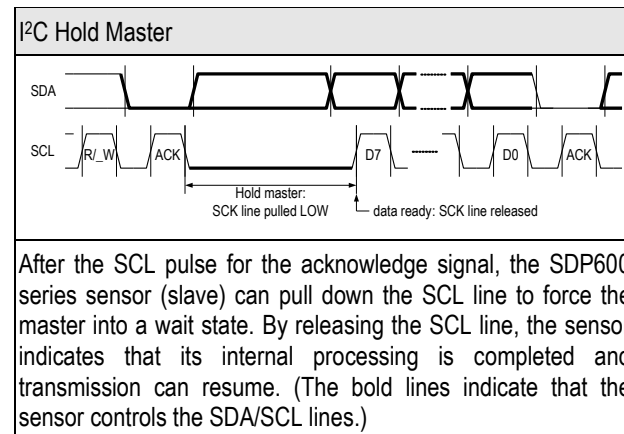 I²C Hold Master
SDA
SCL R/_W ACK D7 D0 ACK
Hold master:
SCK line pulled LOW
data ready: SCK line released
After the SCL pulse for the acknowledge signal, the SDP600
series sensor (slave) can pull down the SCL line to force the
master into a wait state. By releasing the SCL line, the senso
indicates that its internal processing is completed and
transmission can resume. (The bold lines indicate that the
sensor controls the SDA/SCL lines.)